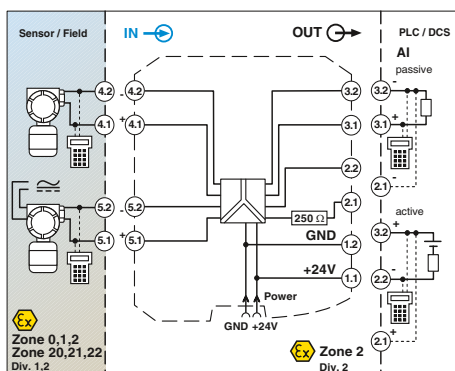 Sensor / Field
IN
OUT
PLC / DCS
AI
passive
4.2
-
4.2
3.2
3.2
-
4.1
+
4.1
3.1
3.1
+
2.2
-
2.1
5.2
-
5.2
2.1
250 Ω
active
5.1
+
5.1
GND
1.2
3.2
+
+24V
1.1
2.2
-
Power
GND +24V
2.1
+
Ex
Zone 0,1,2
Zone 20,21,22
Div. 1,2
Ex
Zone 2
Div. 2